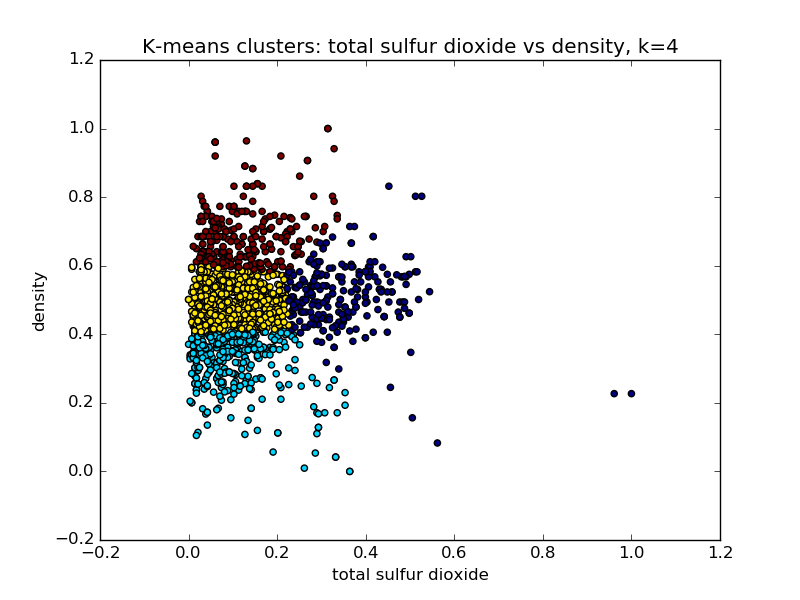 K-means clusters: total sulfur dioxide vs density, k=4
1.2
1.0
0.8
0.6
0.4
0.2
0.0
−0.2
density
−0.2 0.0 0.2 0.4 0.6 0.8 1.0 1.2
total sulfur dioxide